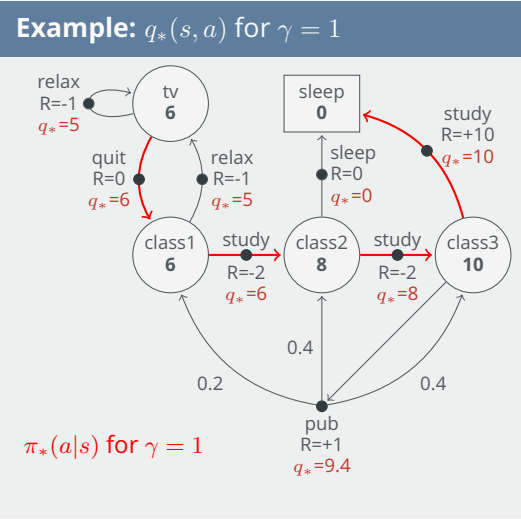 Example: q∗(s, a) for γ = 1
relax
R=-1
q∗=5
tv
6
sleep
0
study
R=+10
q∗=10
quit
R=0
q∗=6
relax
R=-1
q∗=5
sleep
R=0
q∗=0
class1
6
study
R=-2
q∗=6
class2
8
study
R=-2
q∗=8
class3
10
0.4
0.2
0.4
pub
R=+1
q∗=9.4
π∗(a|s) for γ = 1